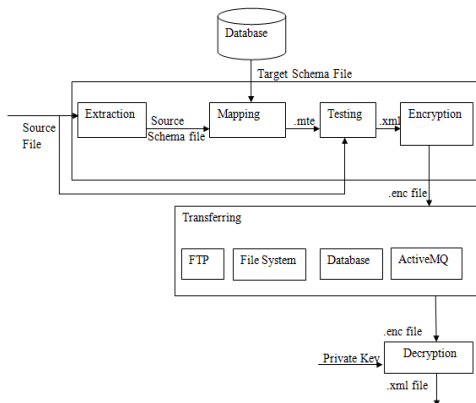 Database
Target Schema File
Extraction
Mapping
Testing
Encryption
Source
File
Source
Schema file
.mte
.xml
.enc file
Transferring
FTP
File System
Database
ActiveMQ
.enc file
Private Key
Decryption
.xml file